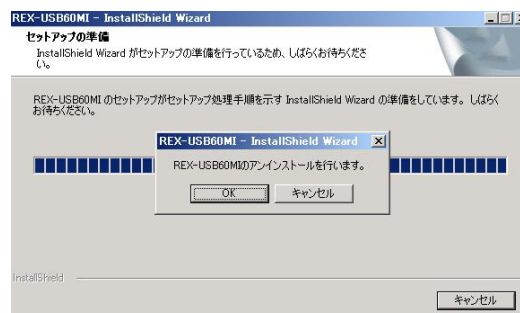 REX-USB60MI - InstallShield Wizard
セットアップの準備
InstallShield Wizard がセットアップの準備を行っているため、しばらくお待ちくださ
い。
REX-USB60MI のセットアップがセットアップ処理手順を示す InstallShield Wizard の準備をしています。しばらく
お待ちください。
REX-USB60MI - InstallShield Wizard
REX-USB60MIのアンインストールを行います。
OK
キャンセル
InstallShield
キャンセル